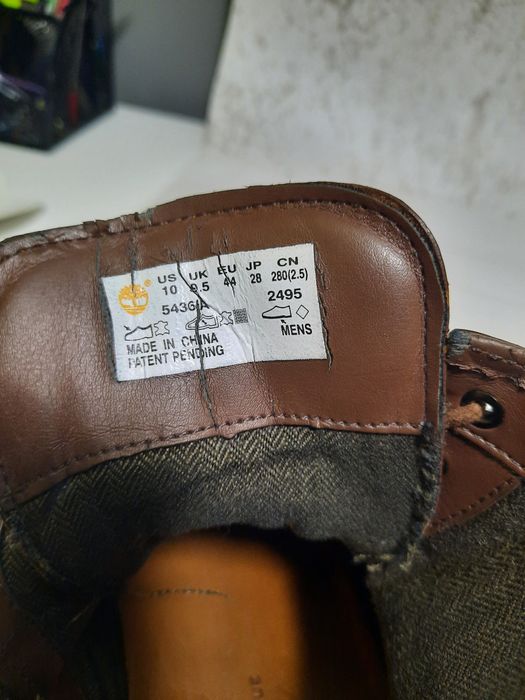 US UK EU JP CN
10 9.5 44 28 280(2.5)
5436 A 2495
MENS
MADE IN CHINA
PATENT PENDING